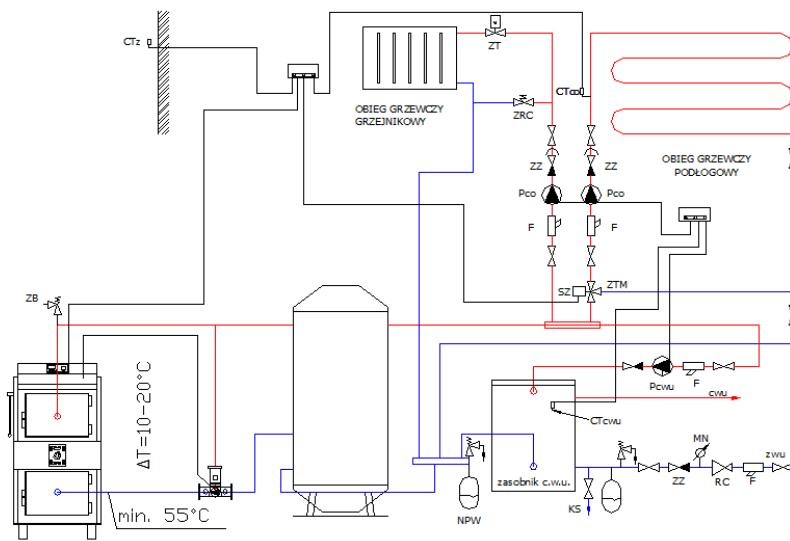 CTz
ZT
CTco
OBIEG GRZEWCZY
GRZEJNIKOWY
ZRC
OBIEG GRZEWCZY
PODŁOGOWY
ZZ
ZZ
Pco
Pco
F
F
SZ
ZTM
ZB
ΔT=10-20°C
Pcwu
F
cwu
CTcwu
min. 55°C
NPW
zasobnik c.w.u.
KS
MN
ZZ
RC
F
zwu